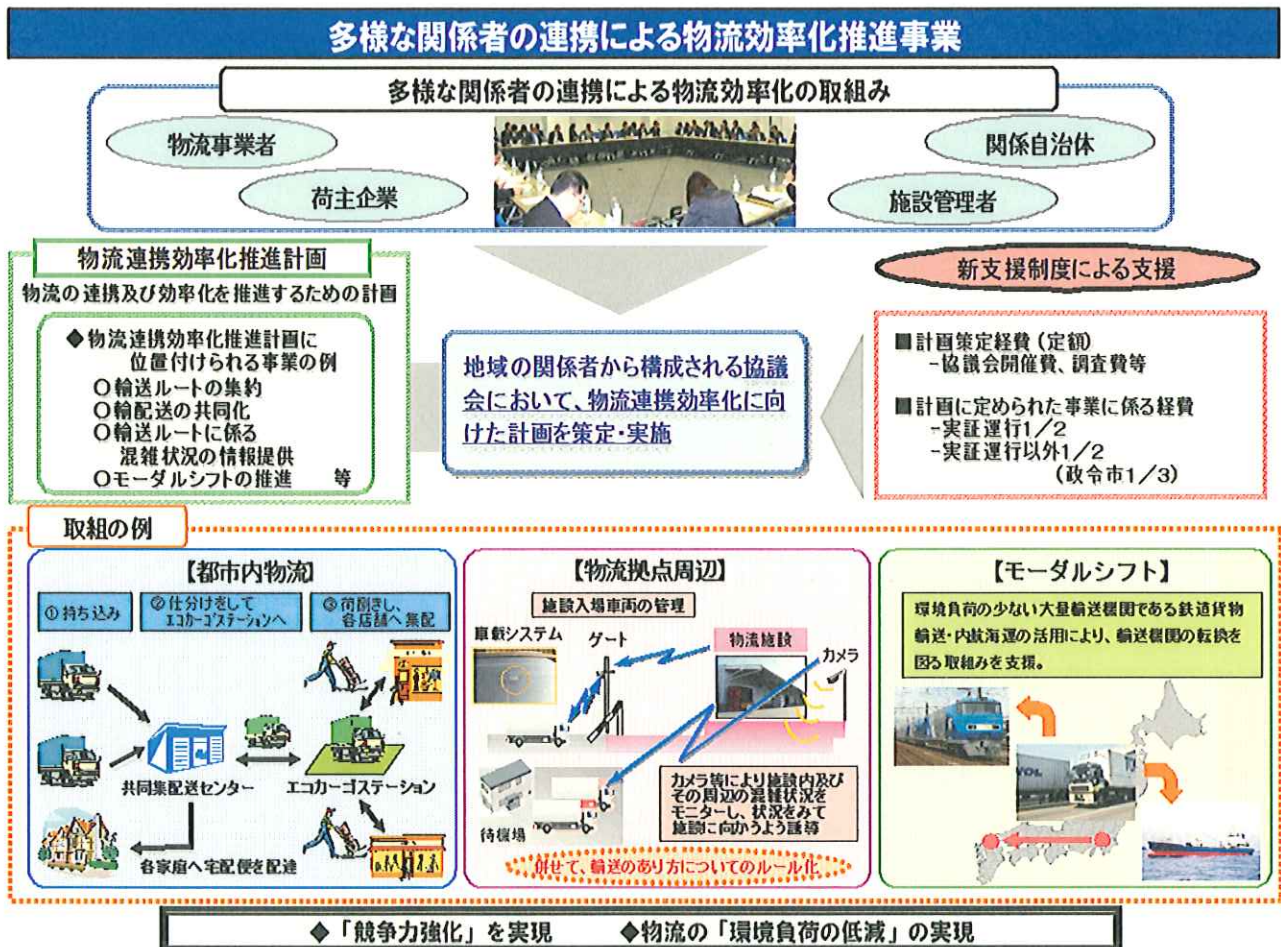 多様な関係者の連携による物流効率化推進事業
多様な関係者の連携による物流効率化の取組み
物流事業者
関係自治体
荷主企業
施設管理者
物流連携効率化推進計画
物流の連携及び効率化を推進するための計画
◆物流連携効率化推進計画に
位置付けられる事業の例
○輸送ルートの集約
○輸配送の共同化
○輸送ルートに係る
混雑状況の情報提供
○モーダルシフトの推進 等
地域の関係者から構成される協議
会において、物流連携効率化に向
けた計画を策定・実施
新支援制度による支援
■計画策定経費(定額)
-協議会開催費、調査費等
■計画に定められた事業に係る経費
-実証運行1/2
-実証運行以外1/2
(政令市1/3)
取組の例
【都市内物流】
①持ち込み
②仕分けをして
エコカーゴステーションへ
③荷捌きし、
各店舗へ集配
共同集配送センター
エコカーゴステーション
各家庭へ宅配便を配達
【物流拠点周辺】
施設入場車両の管理
車載システム
ゲート
物流施設
カメラ
待機場
カメラ等により施設内及び
その周辺の混雑状況を
モニターし、状況をみて
施設に向かうよう誘導
併せて、輸送のあり方についてのルール化
【モーダルシフト】
環境負荷の少ない大量輸送機関である鉄道貨物
輸送・内航海運の活用により、輸送機関の転換を
図る取組みを支援。
◆「競争力強化」を実現 ◆物流の「環境負荷の低減」の実現